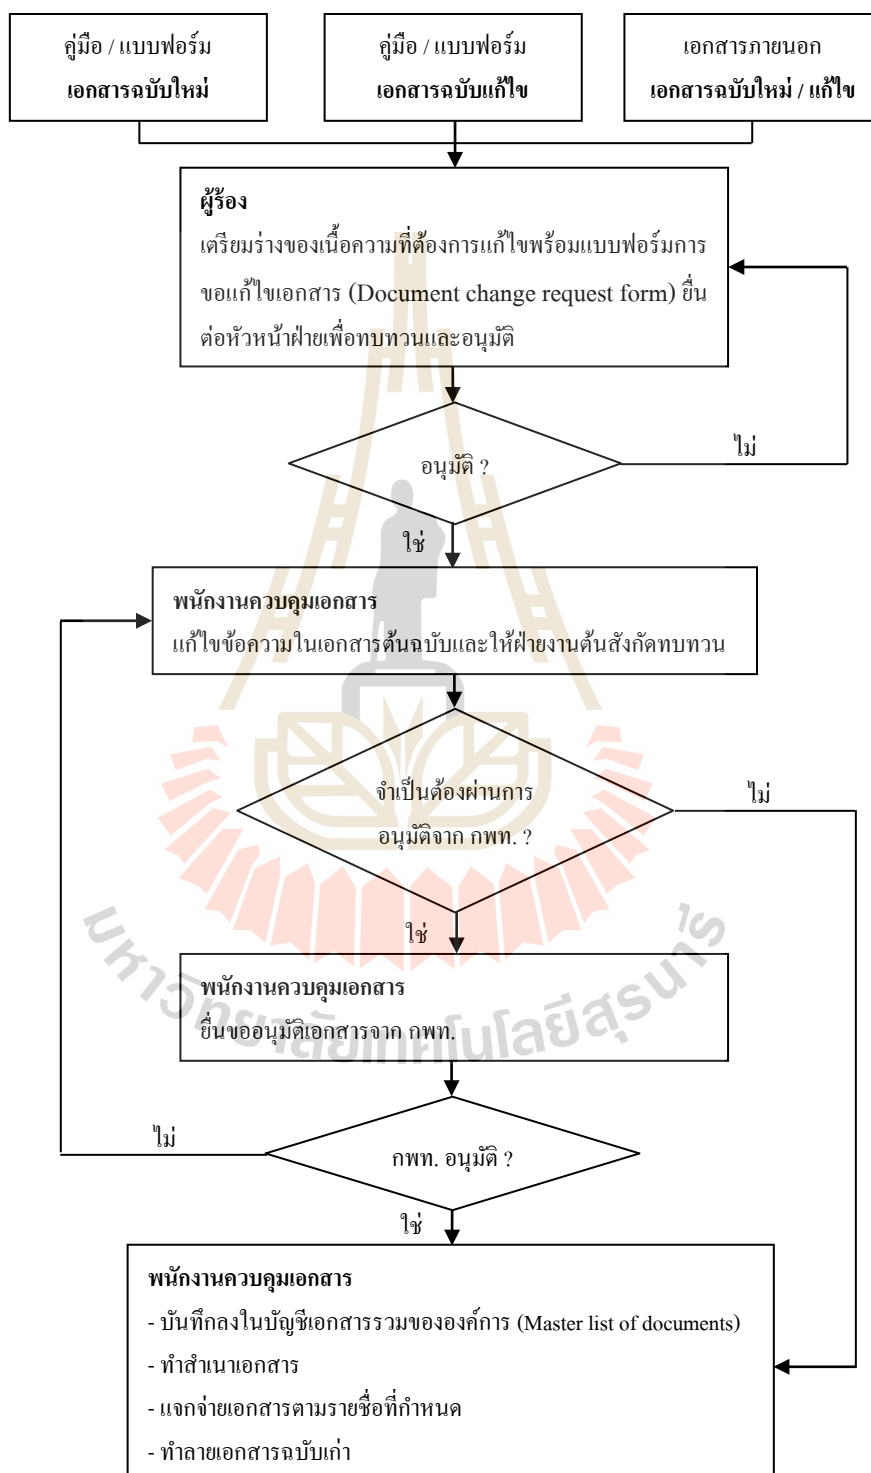 คู่มือ / แบบฟอร์ม
เอกสารฉบับใหม่
คู่มือ / แบบฟอร์ม
เอกสารฉบับแก้ไข
เอกสารภายนอก
เอกสารฉบับใหม่ / แก้ไข
ผู้ร้อง
เตรียมร่างของเนื้อความที่ต้องการแก้ไขพร้อมแบบฟอร์มการ
ขอแก้ไขเอกสาร (Document change request form) ยื่น
ต่อหัวหน้าฝ่ายเพื่อทบทวนและอนุมัติ
อนุมัติ ?
ไม่
ใช่
พนักงานควบคุมเอกสาร
แก้ไขข้อความในเอกสารต้นฉบับและให้ฝ่ายงานต้นสังกัดทบทวน
จำเป็นต้องผ่านการ
อนุมัติจาก กพท. ?
ไม่
ใช่
พนักงานควบคุมเอกสาร
ยื่นขออนุมัติเอกสารจาก กพท.
มหาวิทยาลัยเทคโนโลยีสุรนารี
กพท. อนุมัติ ?
ไม่
ใช่
พนักงานควบคุมเอกสาร
- บันทึกลงในบัญชีเอกสารรวมขององค์การ (Master list of documents)
- ทำสำเนาเอกสาร
- แจกจ่ายเอกสารตามรายชื่อที่กำหนด
- ทำลายเอกสารฉบับเก่า